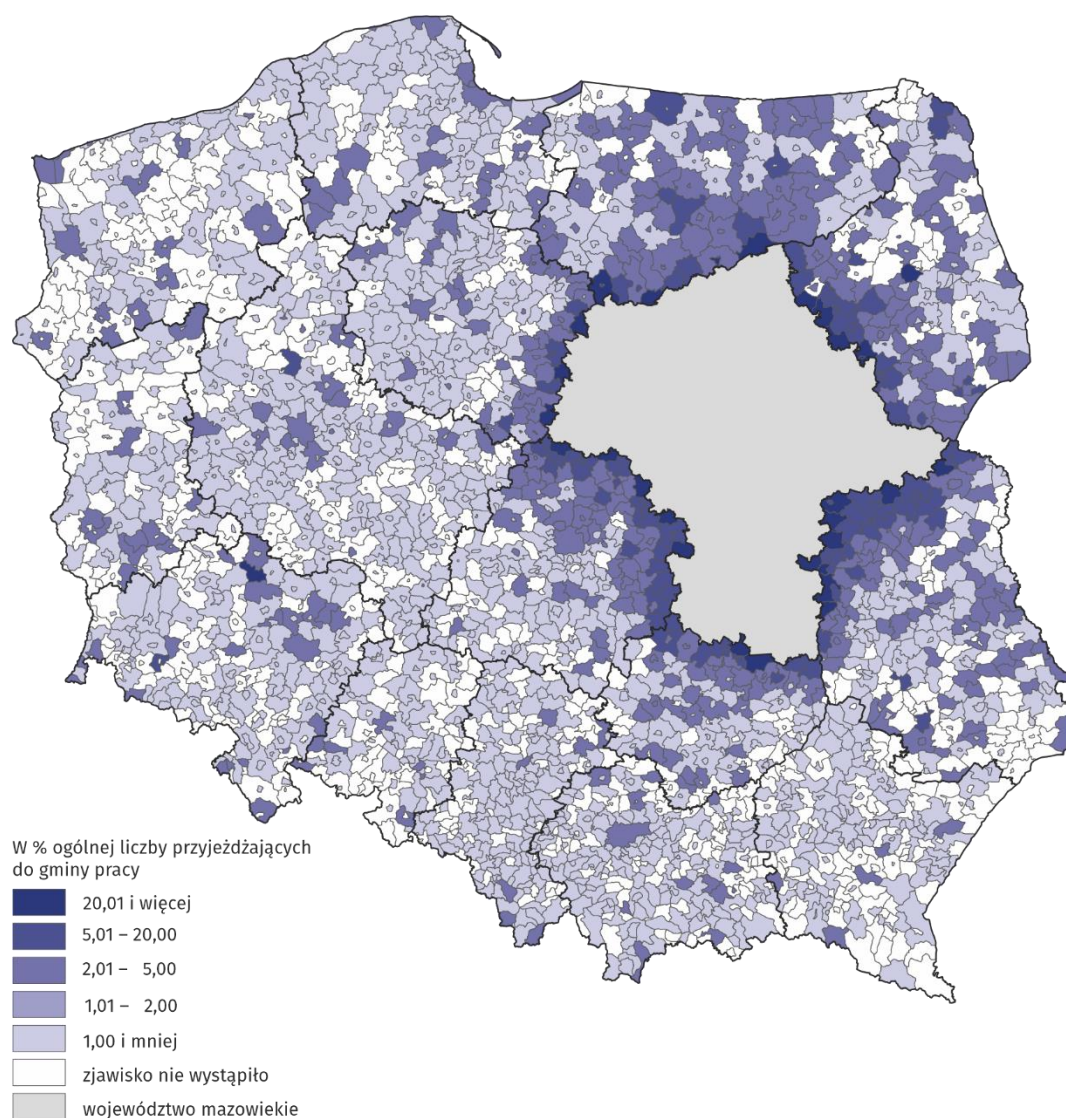 W % ogólnej liczby przyjeżdżających
do gminy pracy
20,01 i więcej
5,01 – 20,00
2,01 – 5,00
1,01 – 2,00
1,00 i mniej
zjawisko nie wystąpiło
województwo mazowiekie